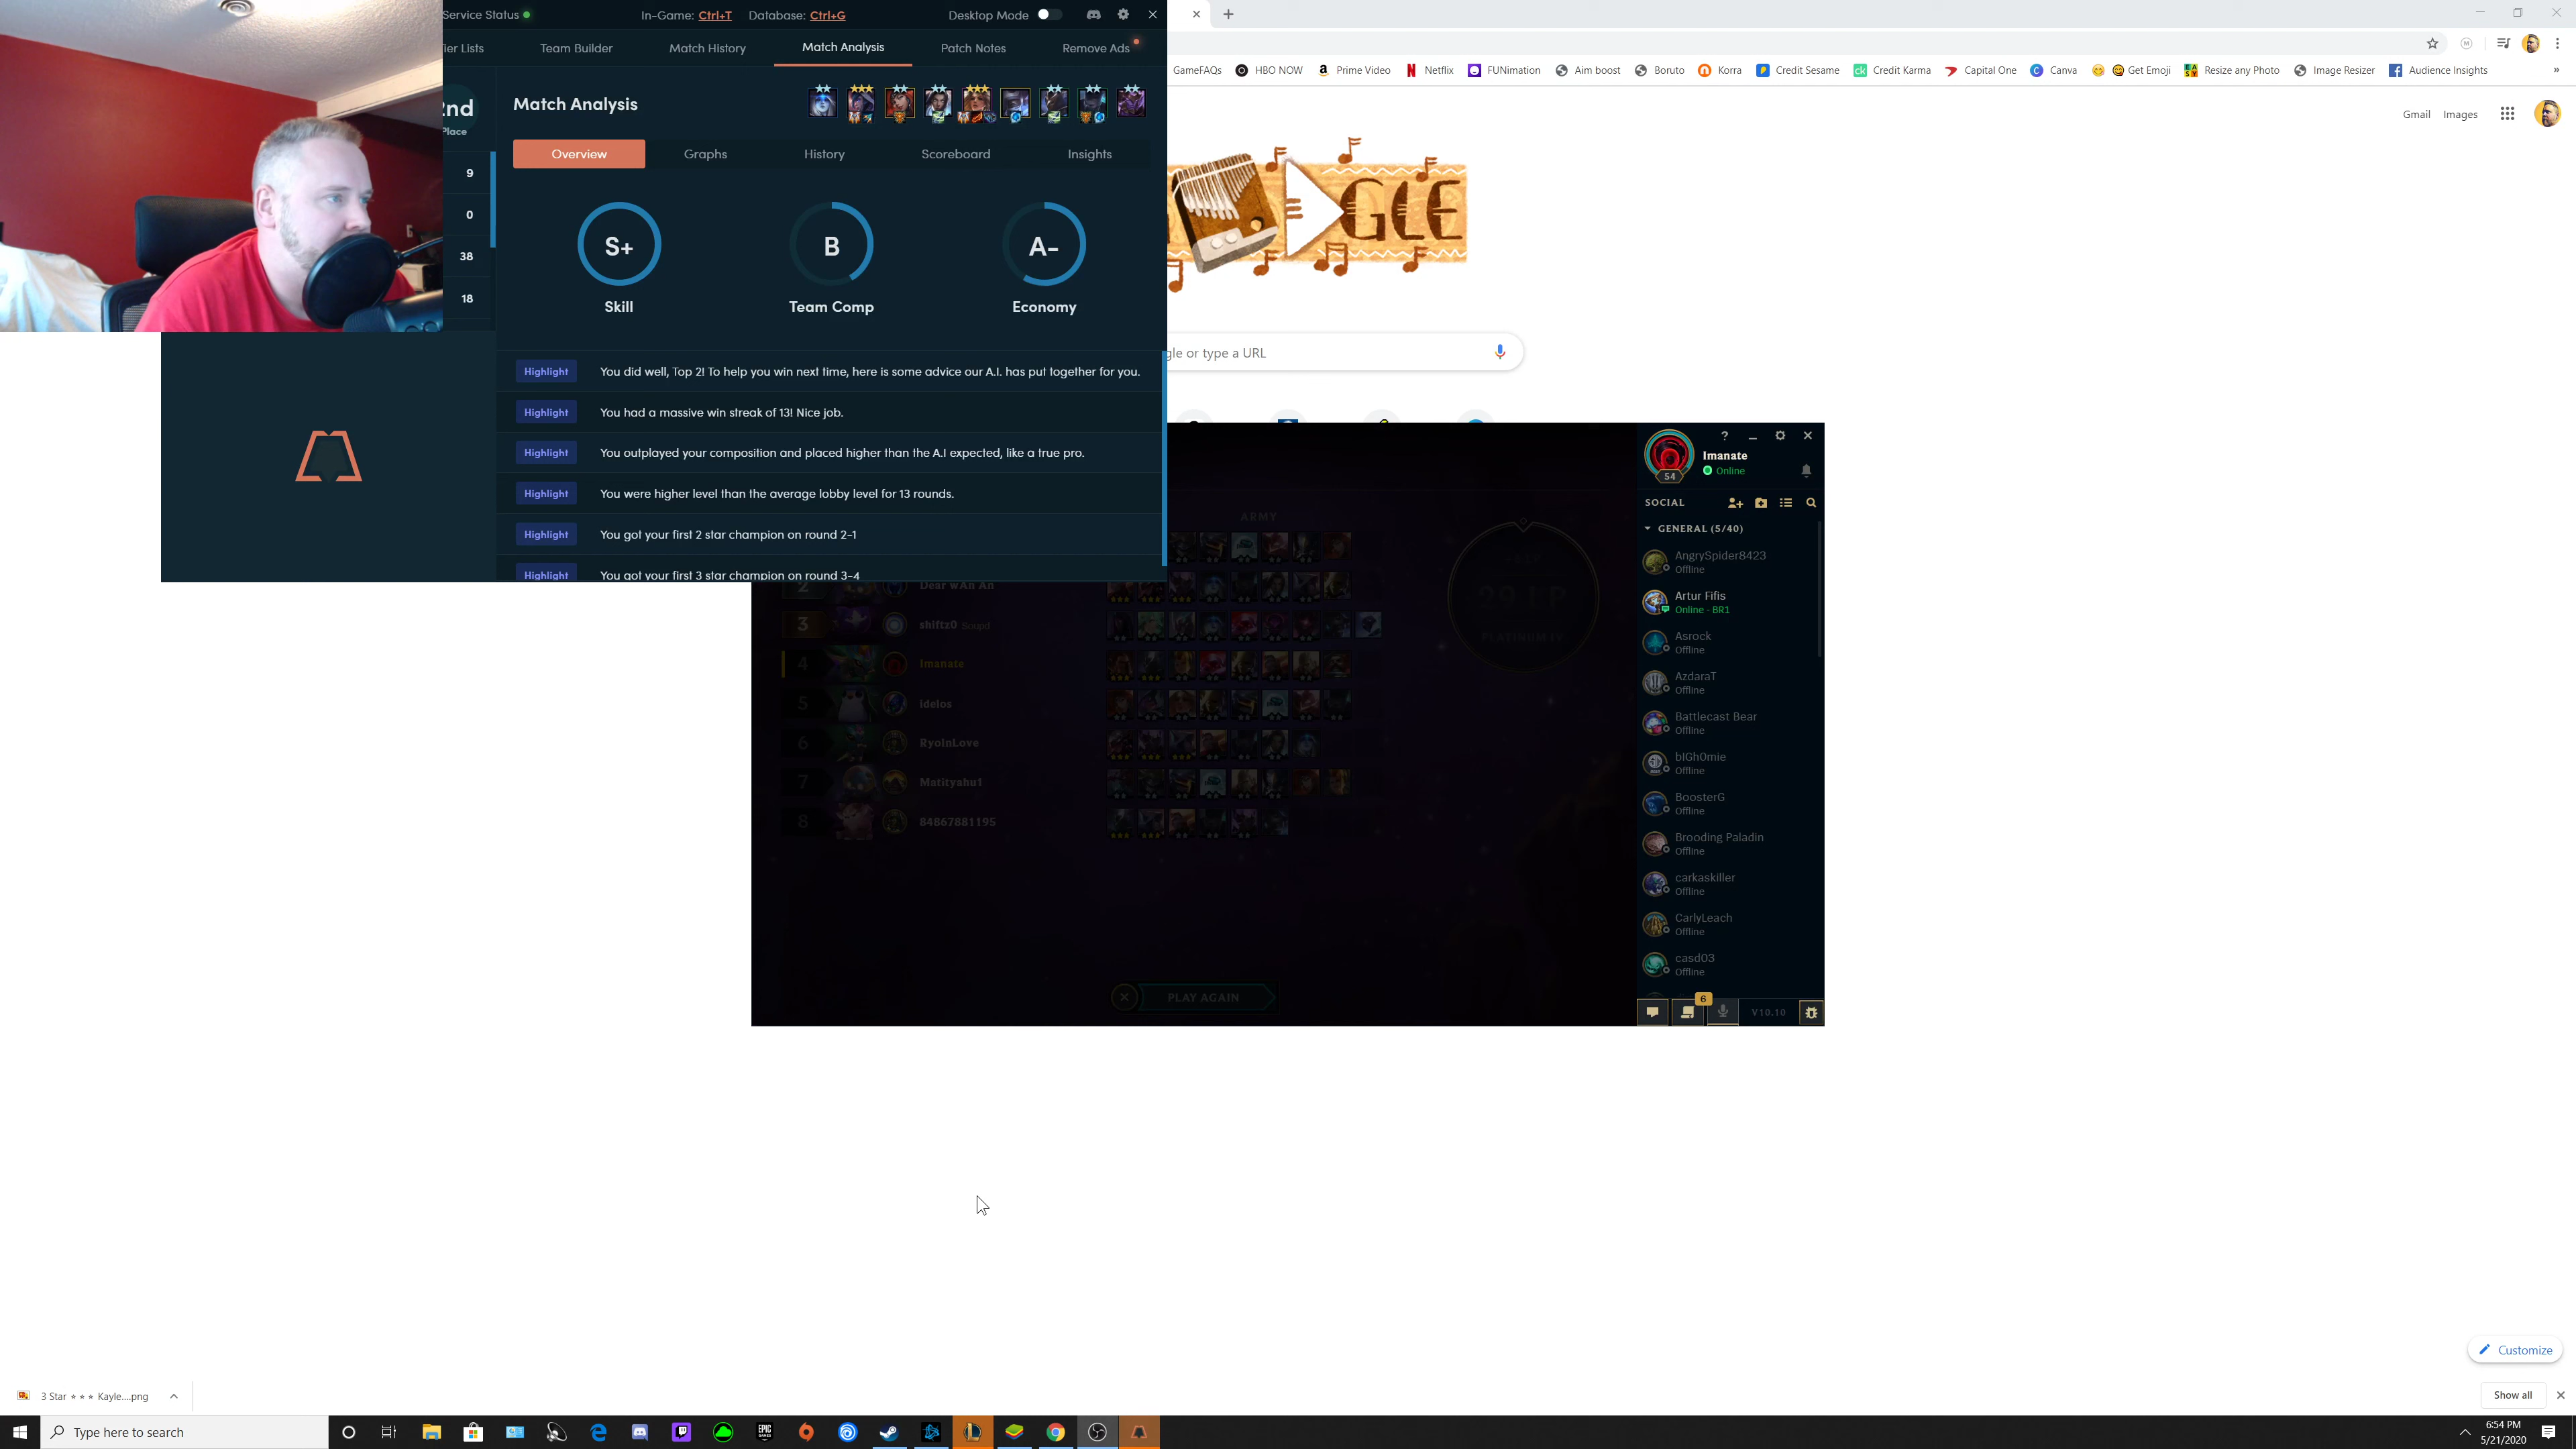 Service Status
In-Game: Ctrl+T Database: Ctrl+G
Desktop Mode
ier Lists
Team Builder
Match History
Match Analysis
Patch Notes
Remove Ads
GameFAQs
HBO NOW
Prime Video
Netflix
FUNimation
Aim boost
Boruto
Korra
Credit Sesame
Credit Karma
Capital One
Canva
Get Emoji
Resize any Photo
Image Resizer
Audience Insights
»
Gmail Images
2nd
Place
9
0
38
18
Match Analysis
Overview
Graphs
History
Scoreboard
Insights
S+
Skill
B
Team Comp
A-
Economy
GLE
gle or type a URL
Highlight You did well, Top 2! To help you win next time, here is some advice our A.I. has put together for you.
Highlight You had a massive win streak of 13! Nice job.
Highlight You outplayed your composition and placed higher than the A.I expected, like a true pro.
Highlight You were higher level than the average lobby level for 13 rounds.
Highlight You got your first 2 star champion on round 2-1
Highlight You got your first 3 star champion on round 3-4
ARMY
2 Dear wAn An
3 shiftz0 Soupd
4 Imanate
5 idelos
6 RyoInLove
7 Matityahu1
8 84867881195
PLATINUM IV
PLAY AGAIN
54
Imanate
Online
SOCIAL
GENERAL (5/40)
AngrySpider8423
Offline
Artur Fifis
Online - BR1
Asrock
Offline
AzdaraT
Offline
Battlecast Bear
Offline
blGh0mie
Offline
BoosterG
Offline
Brooding Paladin
Offline
carkaskiller
Offline
CarlyLeach
Offline
casd03
Offline
6
V10.10
Customize
3 Star ⭑ ⭑ ⭑ Kayle....png
Show all
Type here to search
6:54 PM
5/21/2020